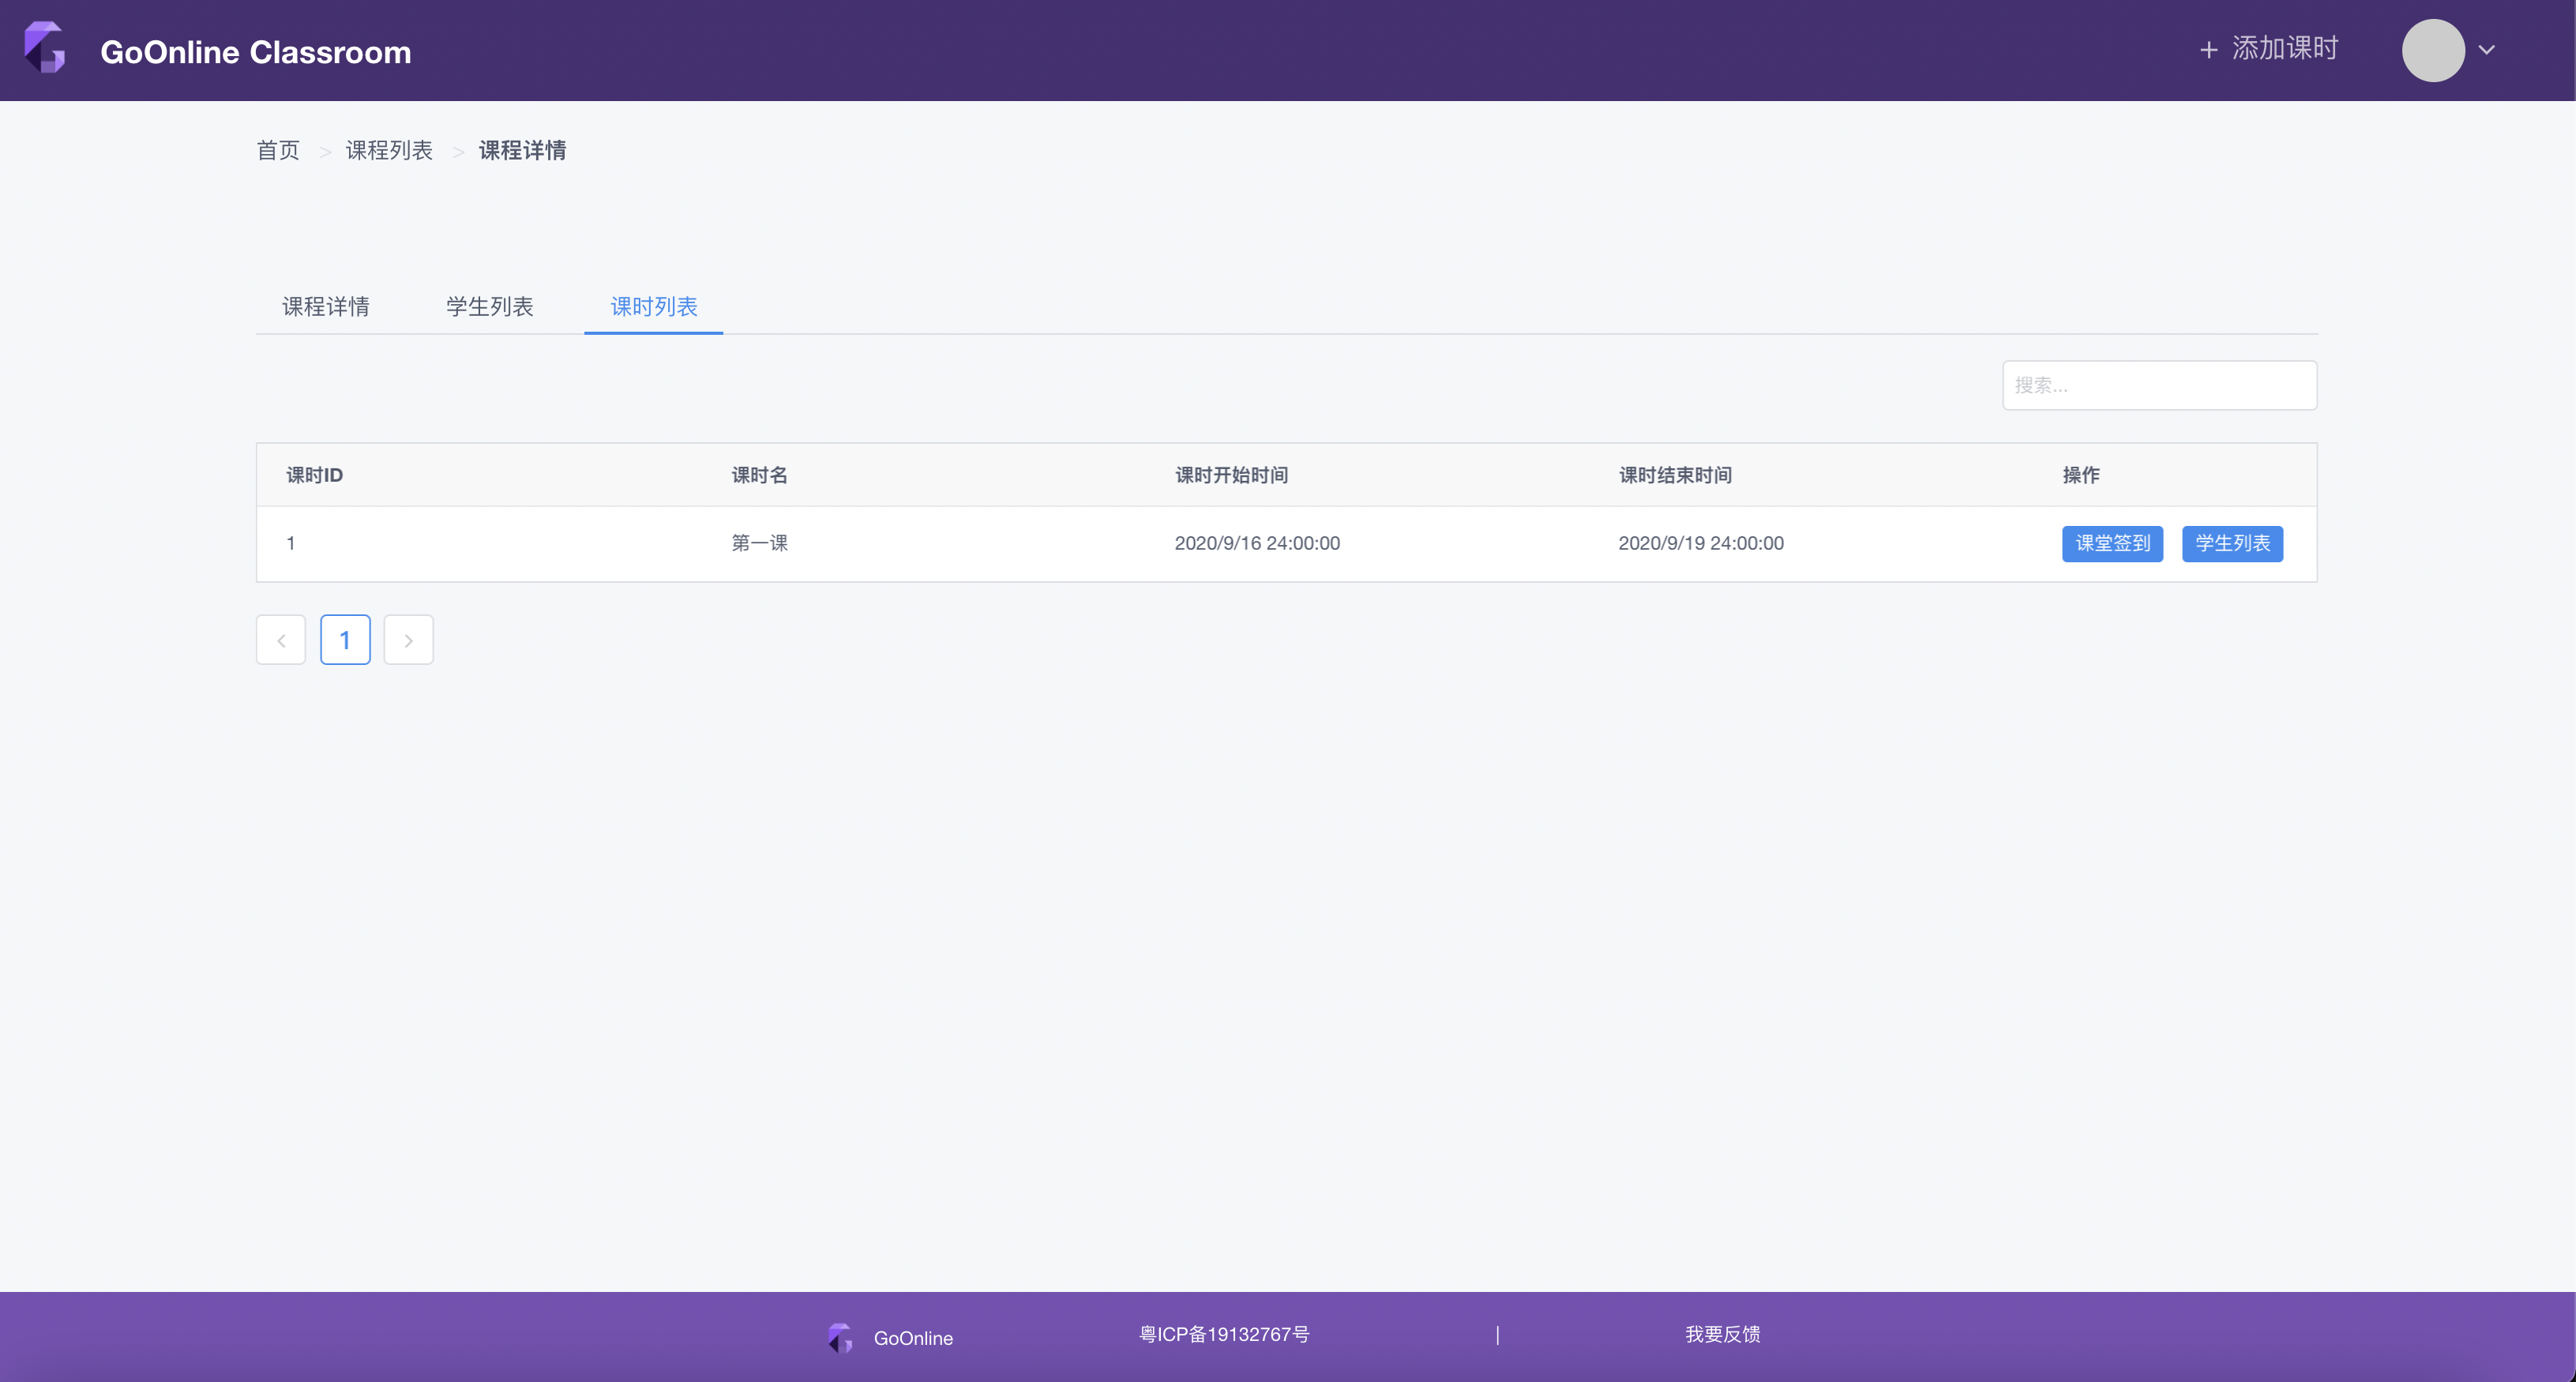 GoOnline Classroom + 添加课时
首页 > 课程列表 > 课程详情
课程详情 学生列表 课时列表
搜索...
课时ID 课时名 课时开始时间 课时结束时间 操作
1 第一课 2020/9/16 24:00:00 2020/9/19 24:00:00 课堂签到 学生列表
< 1 >
GoOnline 粤ICP备19132767号 | 我要反馈